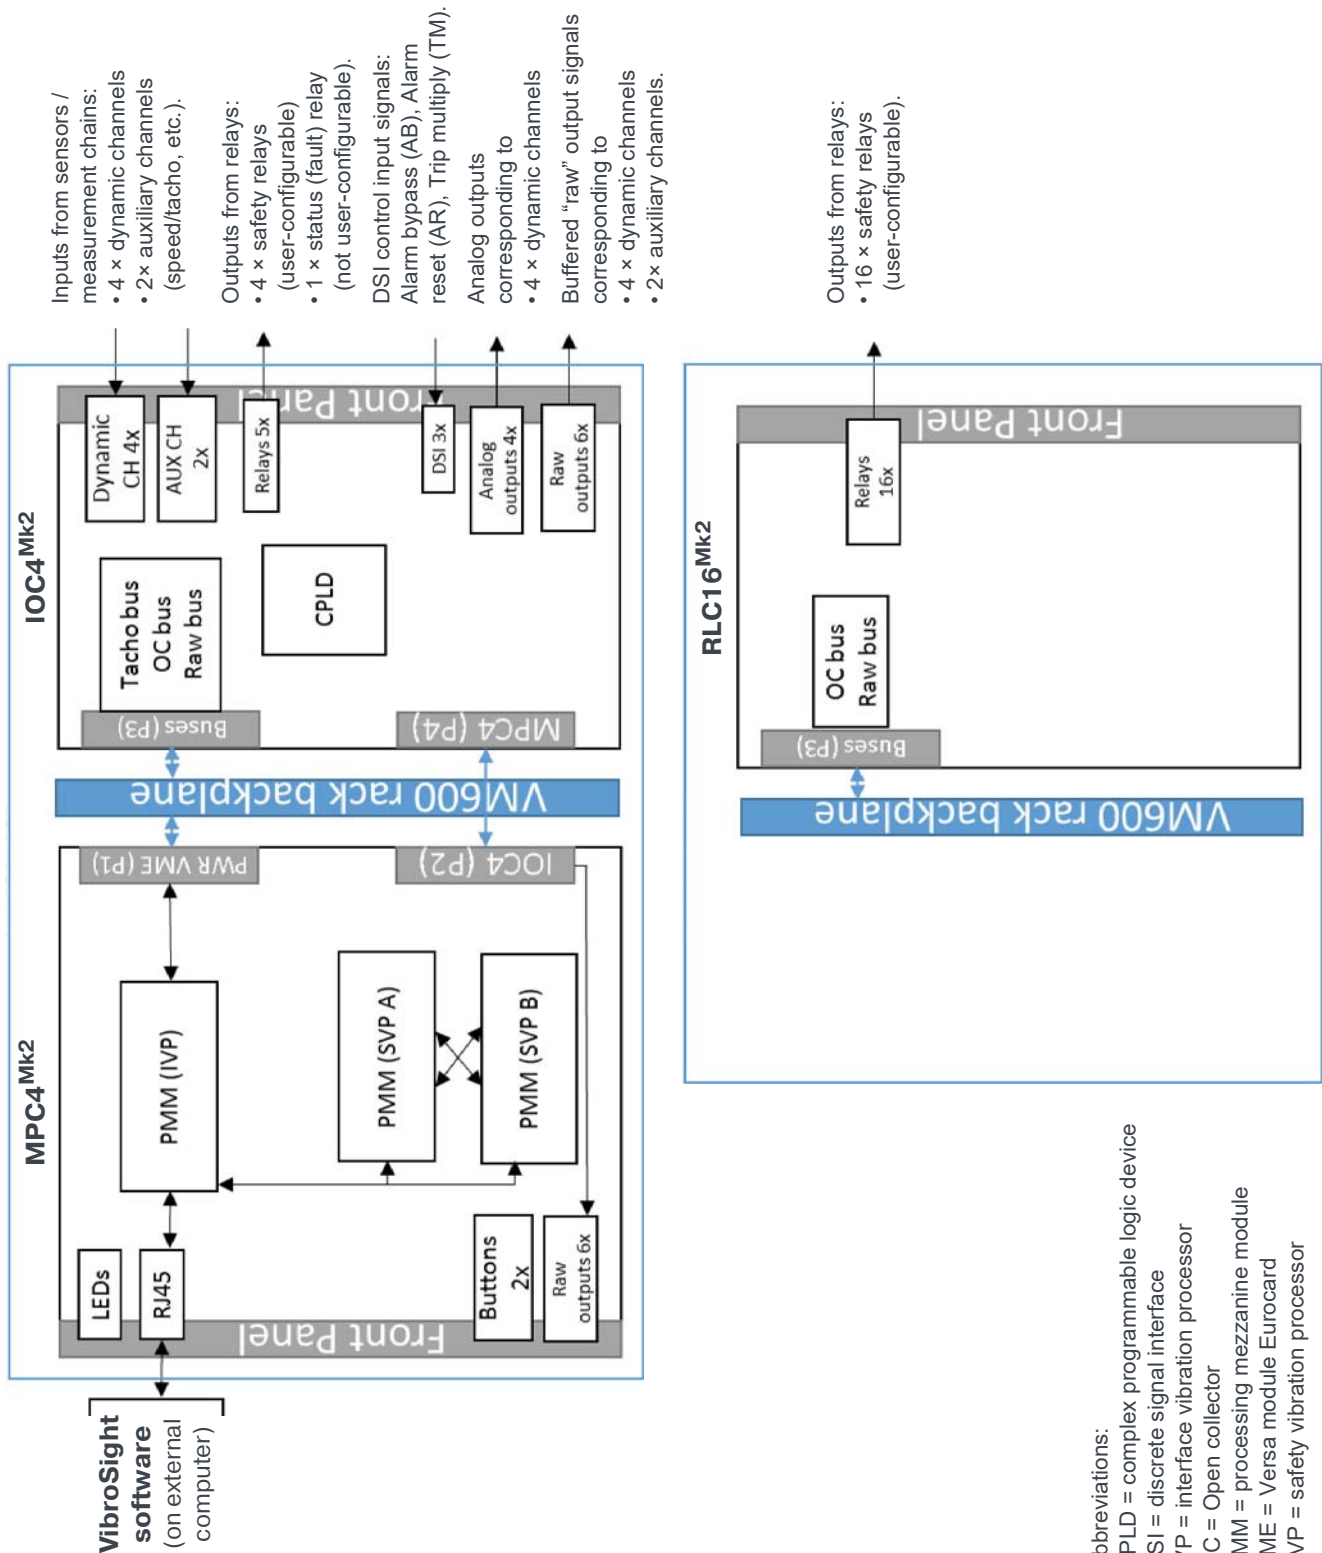 VibroSight
software
(on external
computer)
MPC4Mk2
LEDs
RJ45
Front Panel
Buttons
2x
Raw
outputs 6x
PMM (IVP)
PMM (SVP A)
PMM (SVP B)
PWR VME (P1)
IOC4 (P2)
VM600 rack backplane
IOC4Mk2
Buses (P3)
MPC4 (P4)
Tacho bus
OC bus
Raw bus
CPLD
Dynamic
CH 4x
AUX CH
2x
Relays 5x
ront Panel
DSI 3x
Analog
outputs 4x
Raw
outputs 6x
Inputs from sensors /
measurement chains:
• 4 × dynamic channels
• 2× auxiliary channels
(speed/tacho, etc.).
Outputs from relays:
• 4 × safety relays
(user-configurable)
• 1 × status (fault) relay
(not user-configurable).
DSI control input signals:
Alarm bypass (AB), Alarm
reset (AR), Trip multiply (TM).
Analog outputs
corresponding to
• 4 × dynamic channels
Buffered “raw” output signals
corresponding to
• 4 × dynamic channels
• 2× auxiliary channels.
RLC16Mk2
VM600 rack backplane
Buses (P3)
OC bus
Raw bus
Relays
16x
Front Panel
Outputs from relays:
• 16 × safety relays
(user-configurable).
bbreviations:
PLD = complex programmable logic device
SI = discrete signal interface
VP = interface vibration processor
C = Open collector
MM = processing mezzanine module
ME = Versa module Eurocard
VP = safety vibration processor